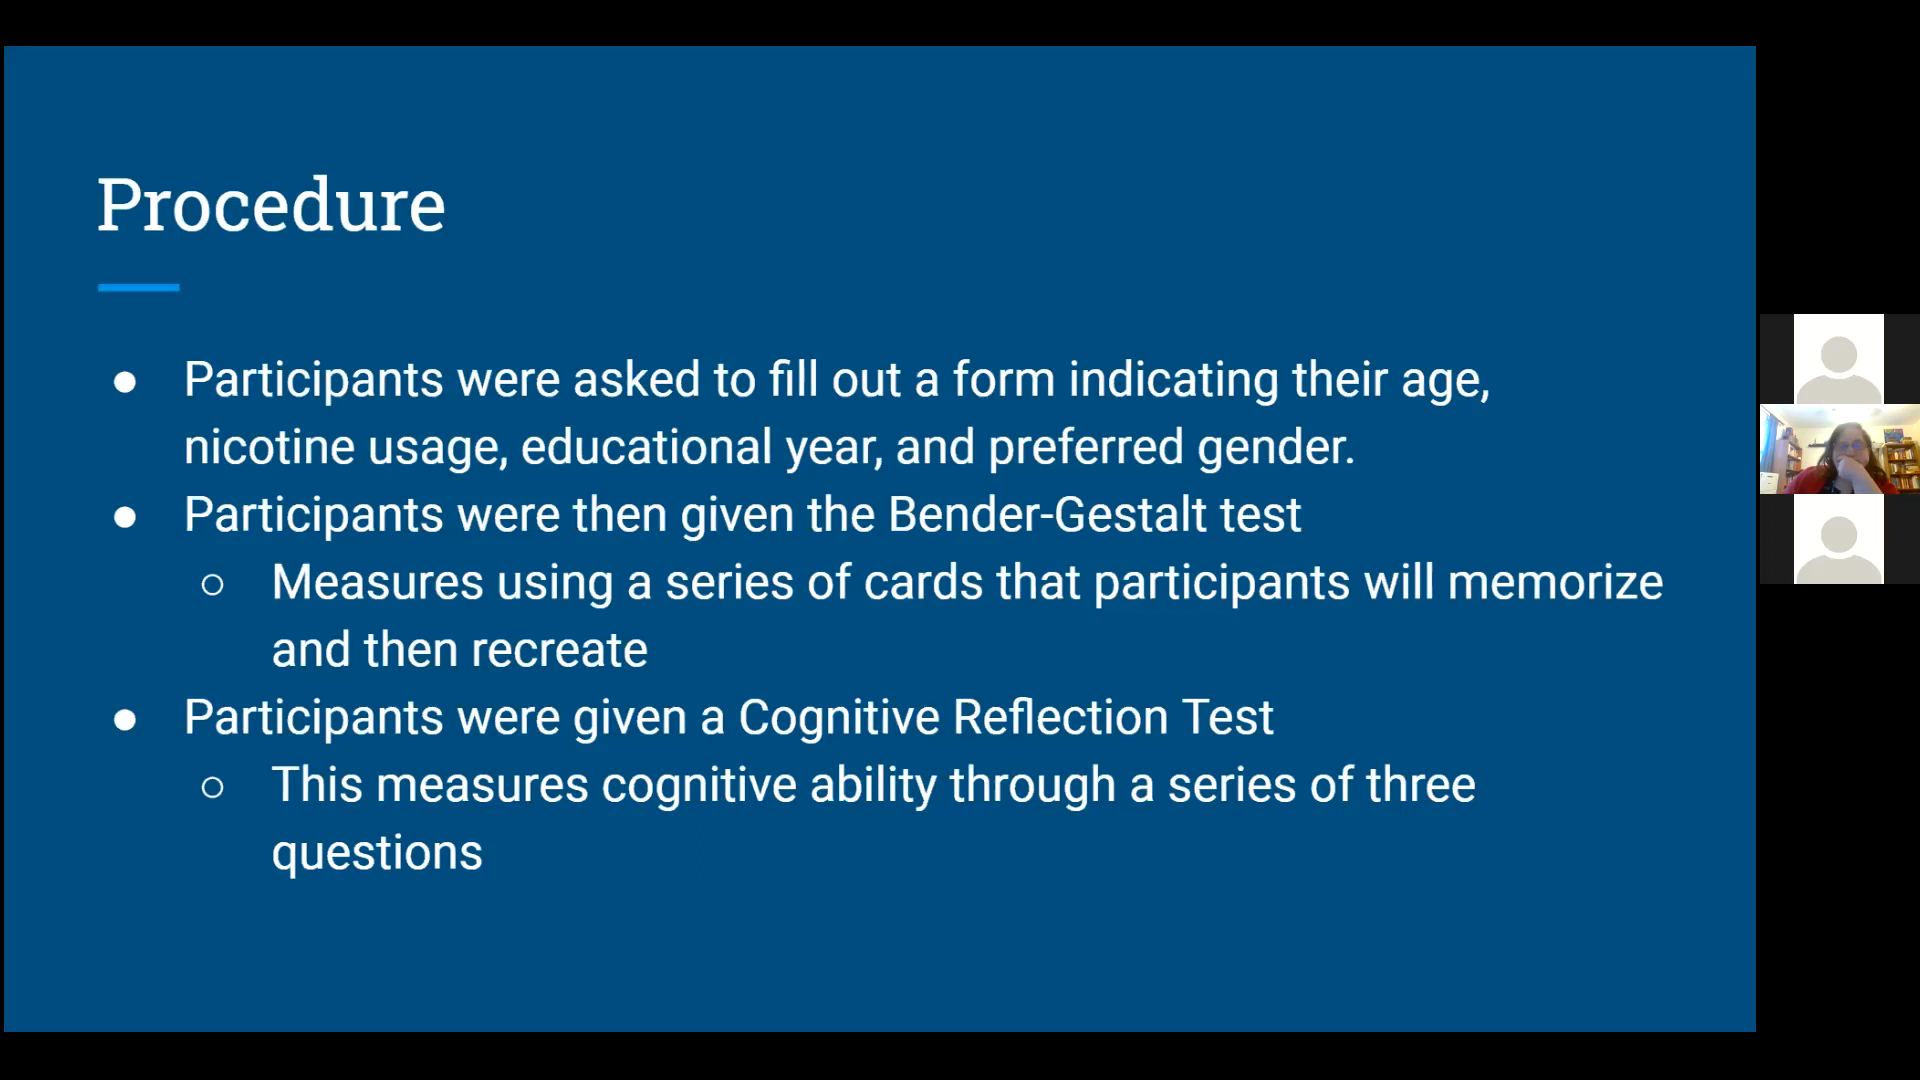 Procedure
● Participants were asked to fill out a form indicating their age,
nicotine usage, educational year, and preferred gender.
● Participants were then given the Bender-Gestalt test
○ Measures using a series of cards that participants will memorize
and then recreate
● Participants were given a Cognitive Reflection Test
○ This measures cognitive ability through a series of three
questions